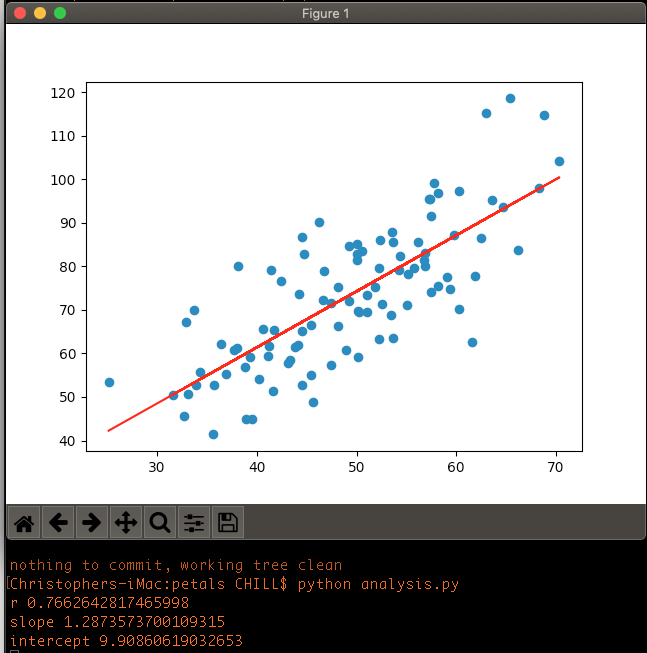 Figure 1
120
110
100
90
80
70
60
50
40
30 40 50 60 70
nothing to commit, working tree clean
[Christophers-iMac:petals CHILL$ python analysis.py
r 0.7662642817465998
slope 1.2873573700109315
intercept 9.90860619032653